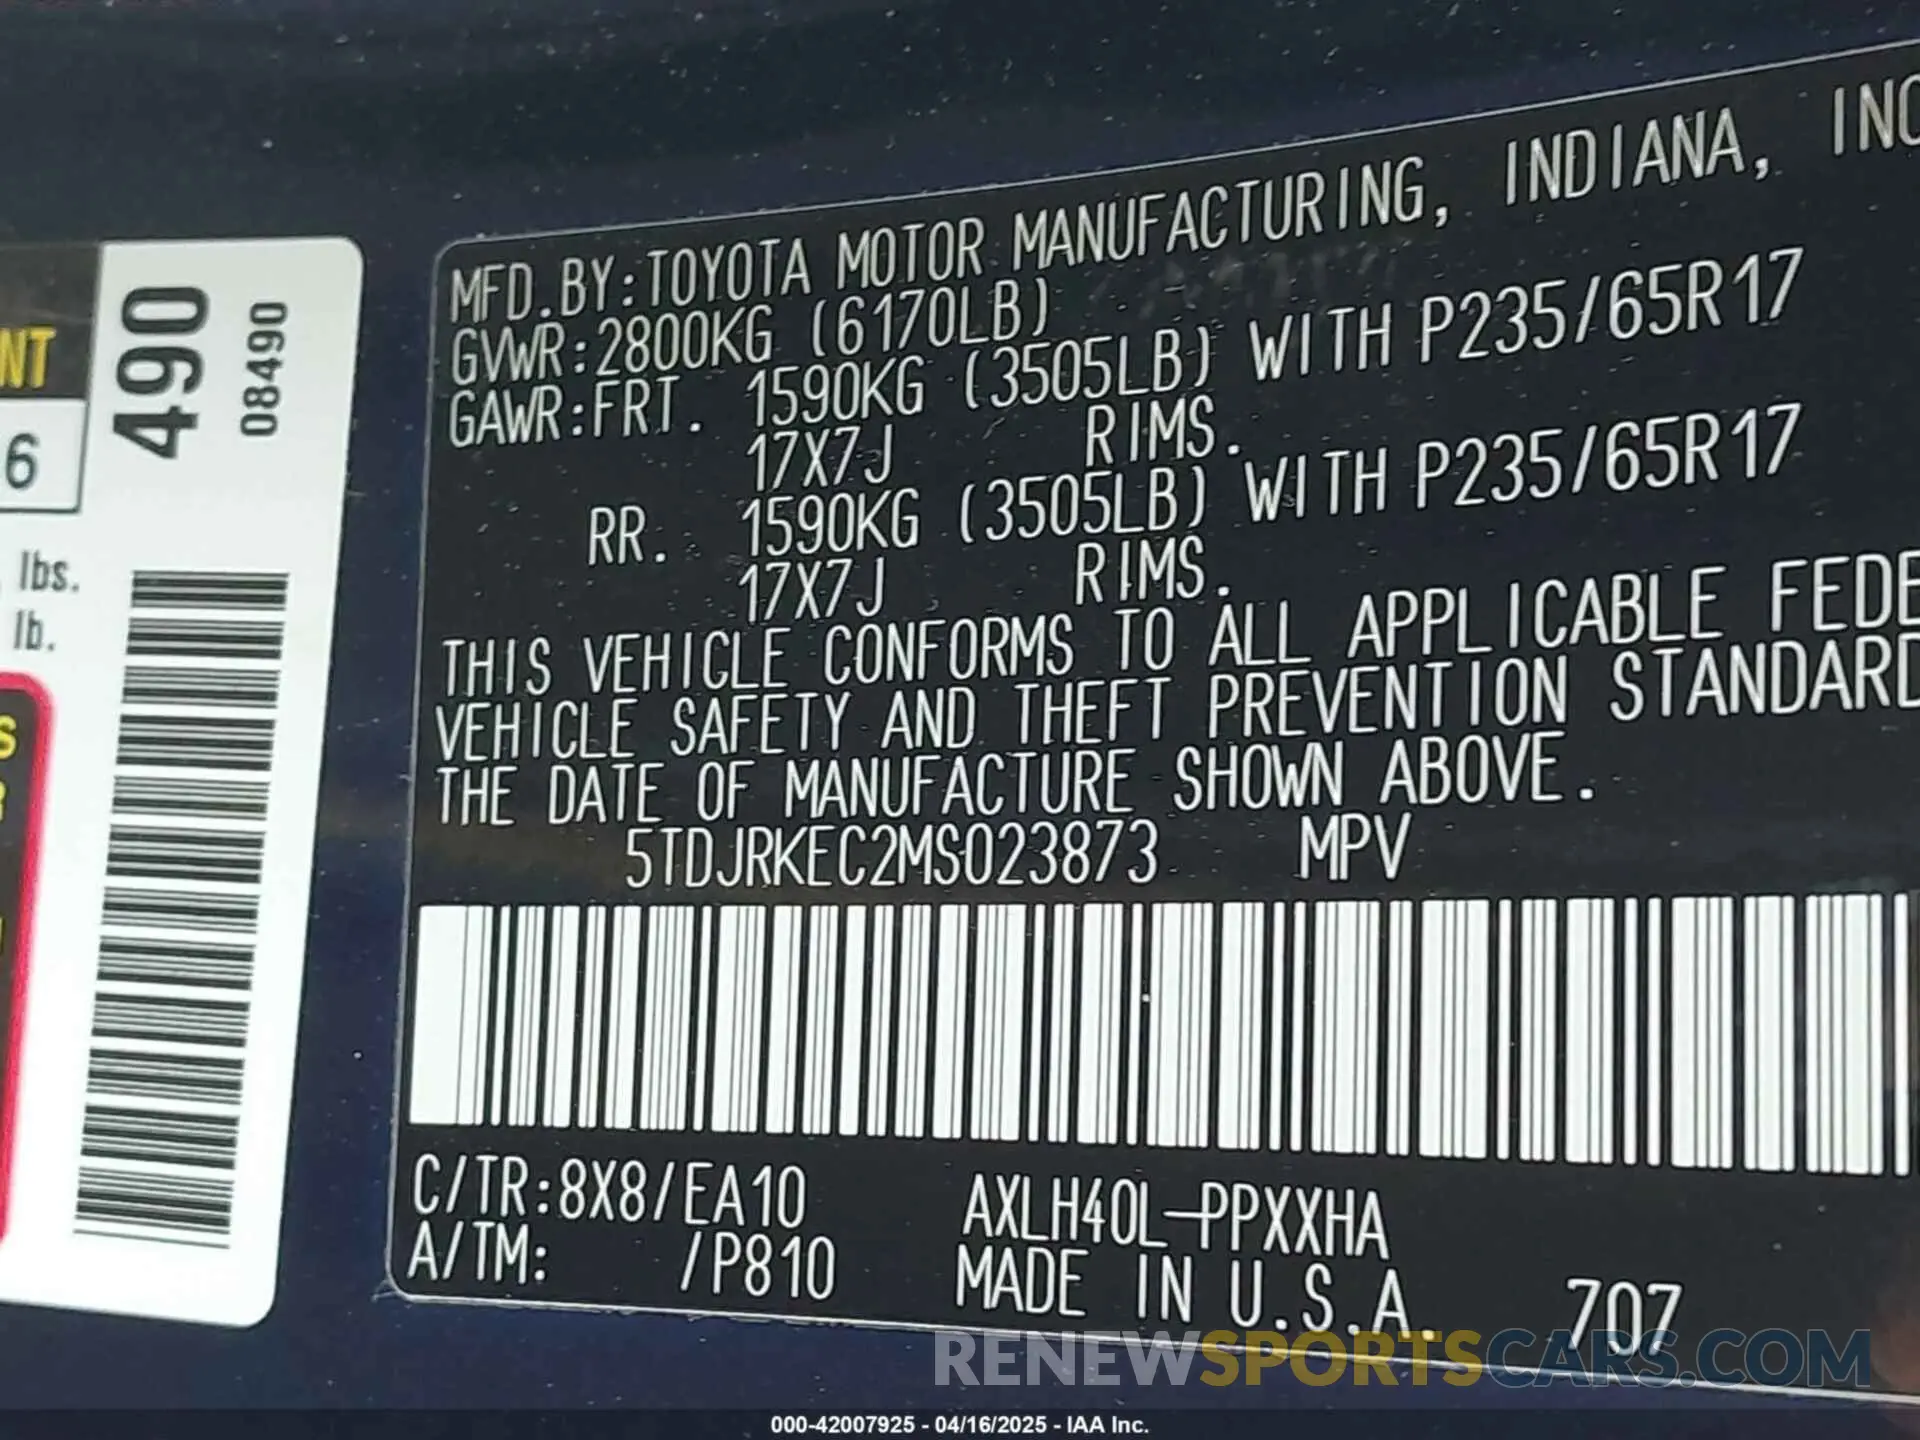 NT
6
lbs.
lb.
S
490
08490
MFD.BY:TOYOTA MOTOR MANUFACTURING, INDIANA, INC
GVWR:2800KG (6170LB)
GAWR:FRT. 1590KG (3505LB) WITH P235/65R17
17X7J RIMS.
RR. 1590KG (3505LB) WITH P235/65R17
17X7J RIMS.
THIS VEHICLE CONFORMS TO ALL APPLICABLE FEDE
VEHICLE SAFETY AND THEFT PREVENTION STANDARD
THE DATE OF MANUFACTURE SHOWN ABOVE.
5TDJRKEC2MS023873 MPV
C/TR:8X8/EA10 AXLH40L-PPXXHA
A/TM: /P810 MADE IN U.S.A. 707
RENEWSPORTSCARS.COM
000-42007925 - 04/16/2025 - IAA Inc.